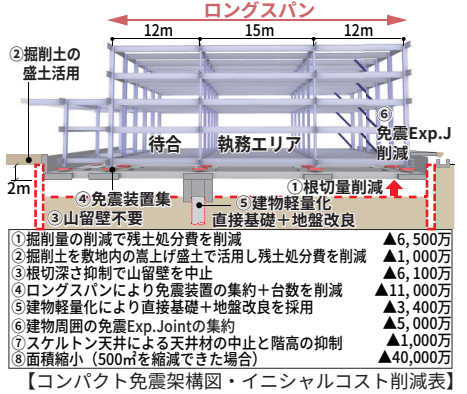 ロングスパン
12m 15m 12m
②掘削土の
盛土活用
待合
執務エリア
⑥
免震Exp.J
削減
2m
①根切量削減
④免震装置集
③山留壁不要
⑤建物軽量化
直接基礎＋地盤改良
①掘削量の削減で残土処分費を削減 ▲6,500万
②掘削土を敷地内の嵩上げ盛土で活用し残土処分費を削減 ▲1,000万
③根切深さ抑制で山留壁を中止 ▲6,100万
④ロングスパンにより免震装置の集約＋台数を削減 ▲11,000万
⑤建物軽量化により直接基礎＋地盤改良を採用 ▲3,400万
⑥建物周囲の免震Exp.Jointの集約 ▲5,000万
⑦スケルトン天井による天井材の中止と階高の抑制 ▲1,000万
⑧面積縮小（500㎡を縮減できた場合） ▲40,000万
【コンパクト免震架構図・イニシャルコスト削減表】